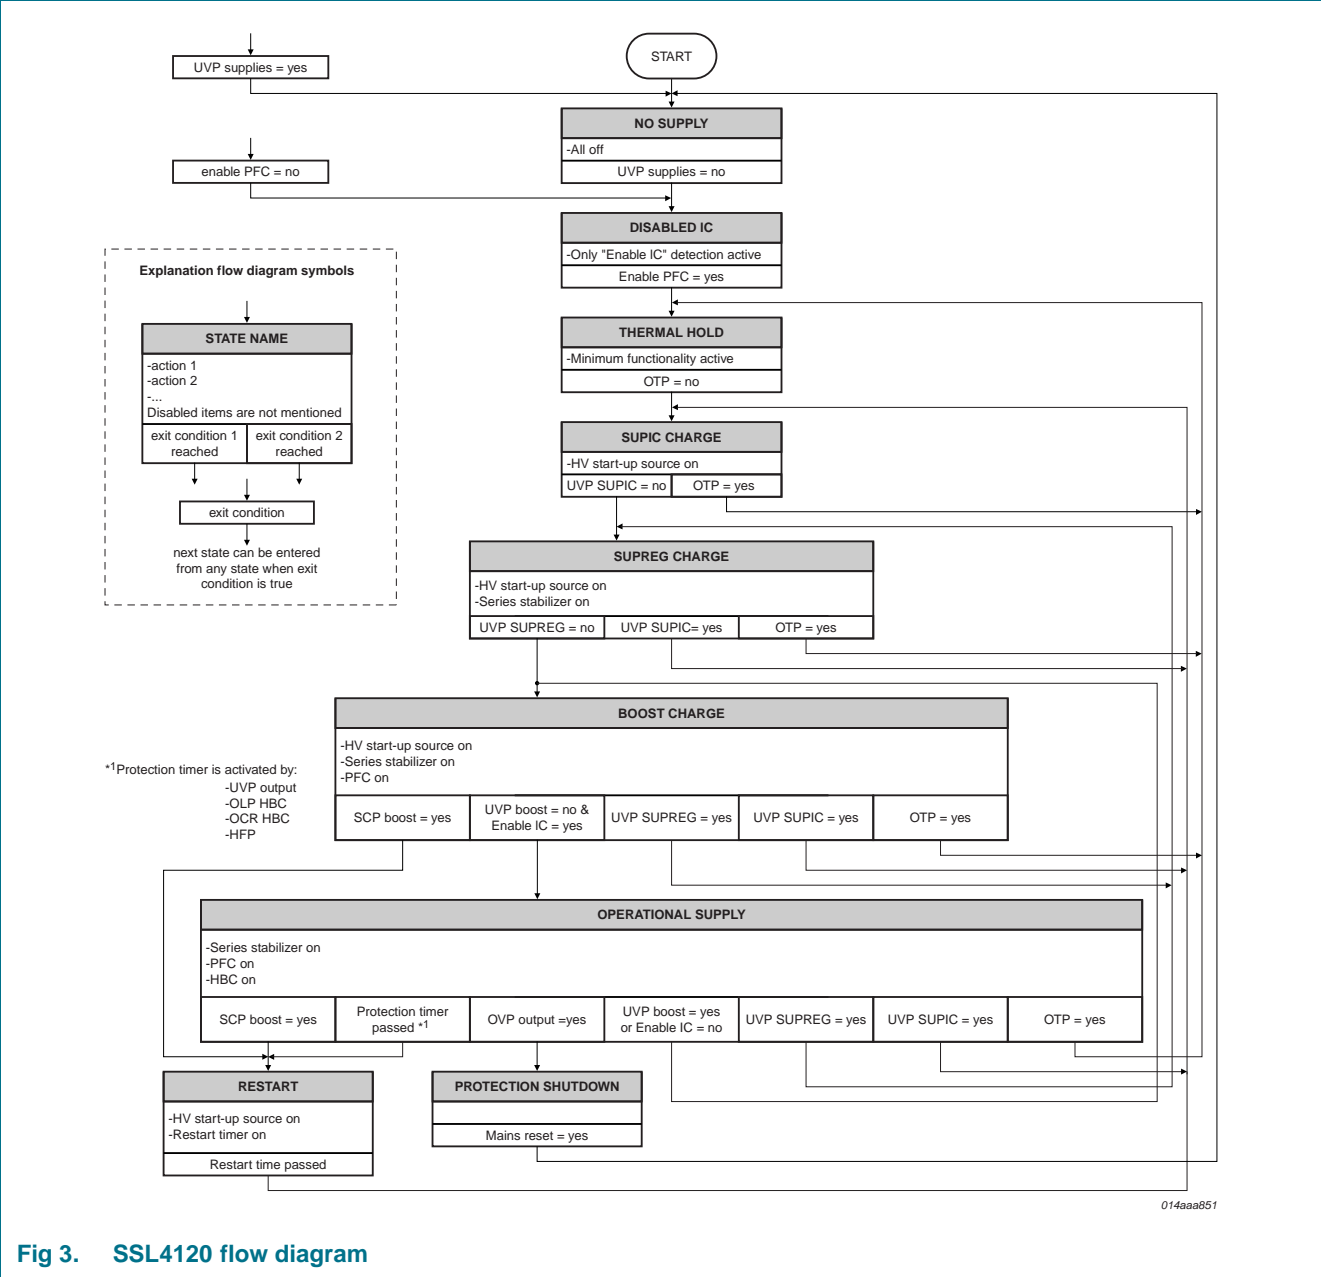 START
UVP supplies = yes
NO SUPPLY
-All off
UVP supplies = no
enable PFC = no
DISABLED IC
-Only "Enable IC" detection active
Enable PFC = yes
Explanation flow diagram symbols
STATE NAME
-action 1
-action 2
-...
Disabled items are not mentioned
exit condition 1
reached
exit condition 2
reached
exit condition
next state can be entered
from any state when exit
condition is true
THERMAL HOLD
-Minimum functionality active
OTP = no
SUPIC CHARGE
-HV start-up source on
UVP SUPIC = no
OTP = yes
SUPREG CHARGE
-HV start-up source on
-Series stabilizer on
UVP SUPREG = no
UVP SUPIC= yes
OTP = yes
BOOST CHARGE
-HV start-up source on
-Series stabilizer on
-PFC on
SCP boost = yes
UVP boost = no &
Enable IC = yes
UVP SUPREG = yes
UVP SUPIC = yes
OTP = yes
*1Protection timer is activated by:
-UVP output
-OLP HBC
-OCR HBC
-HFP
OPERATIONAL SUPPLY
-Series stabilizer on
-PFC on
-HBC on
SCP boost = yes
Protection timer
passed *1
OVP output =yes
UVP boost = yes
or Enable IC = no
UVP SUPREG = yes
UVP SUPIC = yes
OTP = yes
RESTART
-HV start-up source on
-Restart timer on
Restart time passed
PROTECTION SHUTDOWN
Mains reset = yes
014aaa851
Fig 3. SSL4120 flow diagram